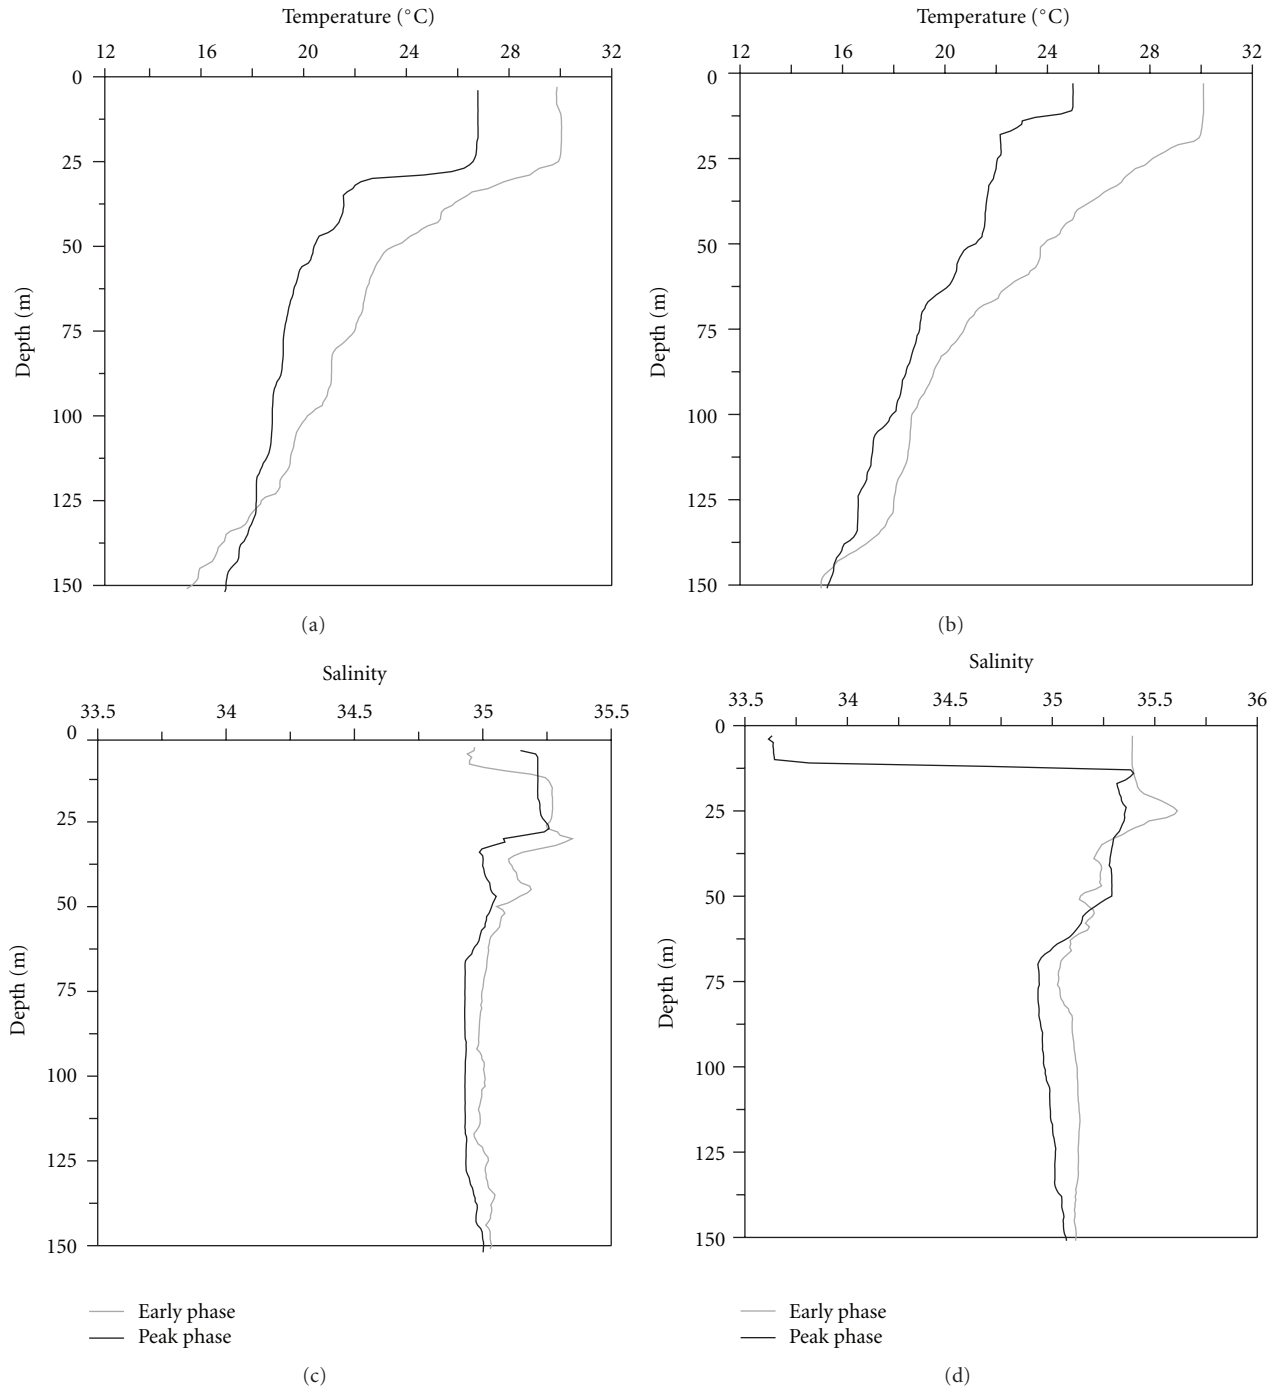 Temperature (°C)
12 16 20 24 28 32
0
25
50
75
100
125
150
Depth (m)
(a)
Temperature (°C)
12 16 20 24 28 32
0
25
50
75
100
125
150
Depth (m)
(b)
Salinity
33.5 34 34.5 35 35.5
0
25
50
75
100
125
150
Depth (m)
Early phase
Peak phase
(c)
Salinity
33.5 34 34.5 35 35.5 36
0
25
50
75
100
125
150
Depth (m)
Early phase
Peak phase
(d)